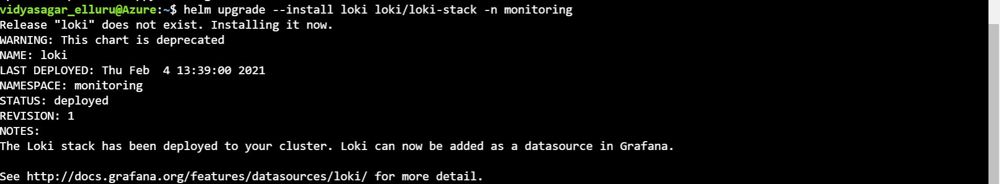 vidyasagar_elluru@Azure:~$ helm upgrade --install loki loki/loki-stack -n monitoring
Release "loki" does not exist. Installing it now.
WARNING: This chart is deprecated
NAME: loki
LAST DEPLOYED: Thu Feb  4 13:39:00 2021
NAMESPACE: monitoring
STATUS: deployed
REVISION: 1
NOTES:
The Loki stack has been deployed to your cluster. Loki can now be added as a datasource in Grafana.
See http://docs.grafana.org/features/datasources/loki/ for more detail.